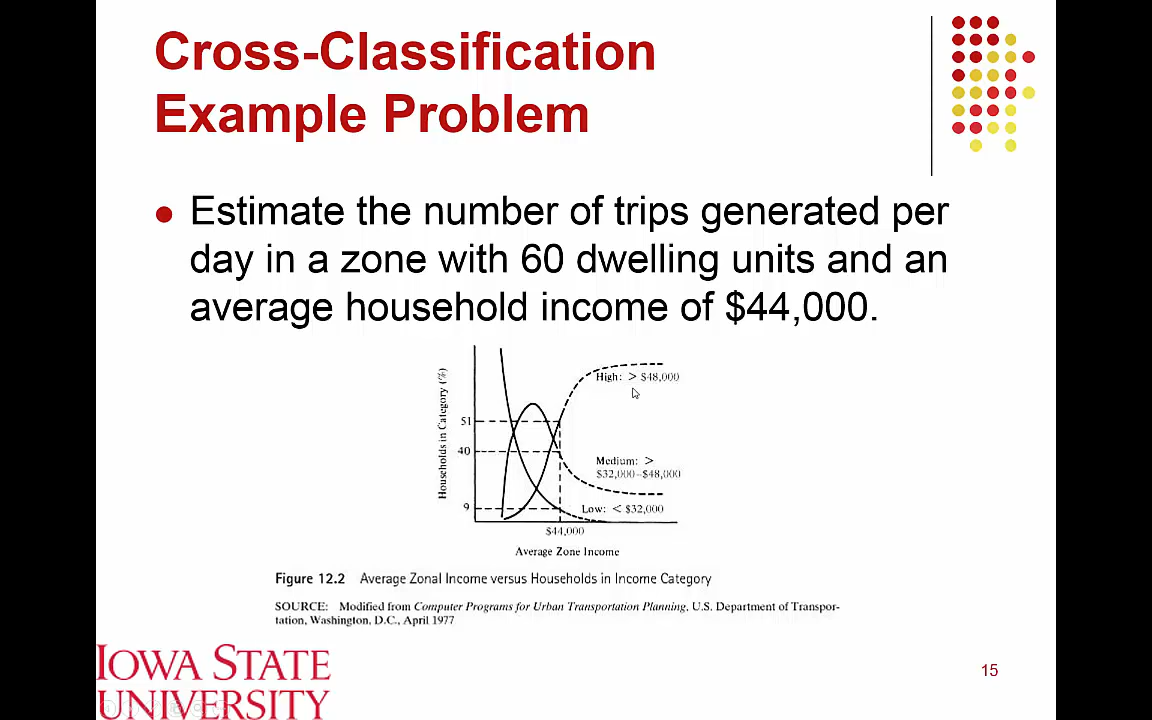 Cross-Classification
Example Problem
Estimate the number of trips generated per
day in a zone with 60 dwelling units and an
average household income of $44,000.
Households in Category (%)
51
40
9
High: > $48,000
Medium: >
$32,000–$48,000
Low: < $32,000
$44,000
Average Zone Income
Figure 12.2 Average Zonal Income versus Households in Income Category
SOURCE: Modified from Computer Programs for Urban Transportation Planning, U.S. Department of Transpor-
tation, Washington, D.C., April 1977
IOWA STATE
UNIVERSITY
15